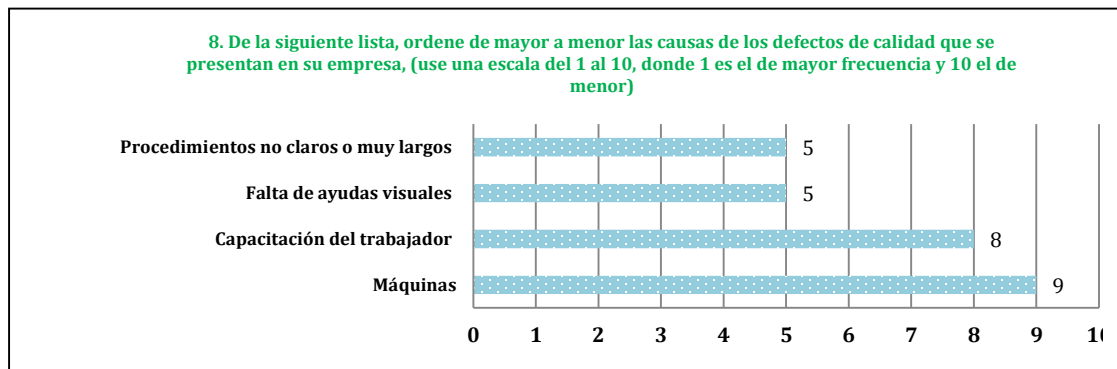 8. De la siguiente lista, ordene de mayor a menor las causas de los defectos de calidad que se
presentan en su empresa, (use una escala del 1 al 10, donde 1 es el de mayor frecuencia y 10 el de
menor)
Procedimientos no claros o muy largos 5
Falta de ayudas visuales 5
Capacitación del trabajador 8
Máquinas 9
0 1 2 3 4 5 6 7 8 9 10